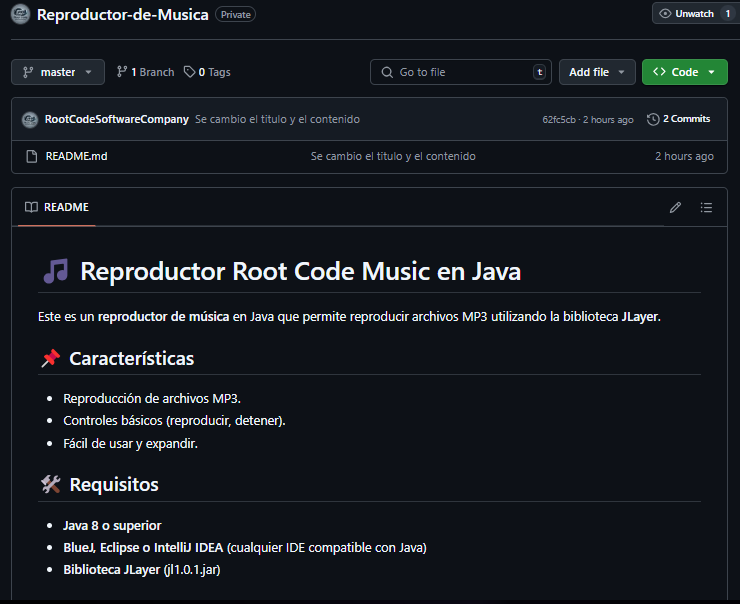 Reproductor-de-Musica Private
Unwatch 1
master 1 Branch 0 Tags Go to file t Add file Code
RootCodeSoftwareCompany Se cambio el titulo y el contenido 62fc5cb · 2 hours ago 2 Commits
README.md Se cambio el titulo y el contenido 2 hours ago
README
Reproductor Root Code Music en Java
Este es un reproductor de música en Java que permite reproducir archivos MP3 utilizando la biblioteca JLayer.
Características
Reproducción de archivos MP3.
Controles básicos (reproducir, detener).
Fácil de usar y expandir.
Requisitos
Java 8 o superior
BlueJ, Eclipse o IntelliJ IDEA (cualquier IDE compatible con Java)
Biblioteca JLayer (jl1.0.1.jar)